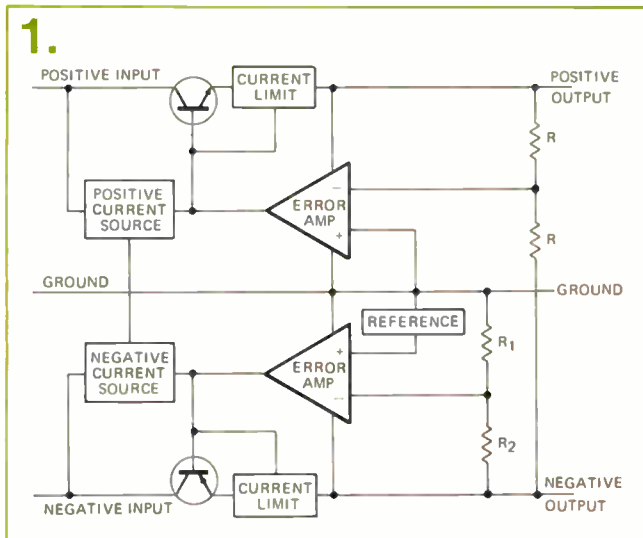 1.
POSITIVE INPUT
CURRENT
LIMIT
POSITIVE
OUTPUT
R
POSITIVE
CURRENT
SOURCE
−
ERROR
AMP
+
R
GROUND
GROUND
REFERENCE
NEGATIVE
CURRENT
SOURCE
+
ERROR
AMP
−
R1
R2
NEGATIVE INPUT
CURRENT
LIMIT
NEGATIVE
OUTPUT